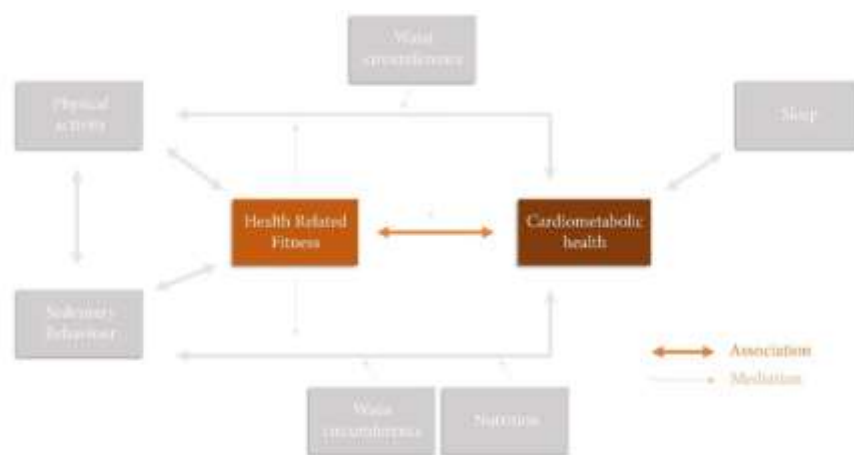 Waist
circumference
Physical
activity
Sleep
Health Related
Fitness
Cardiometabolic
health
Sedentary
Behaviour
Association
Mediation
Waist
circumference
Nutrition